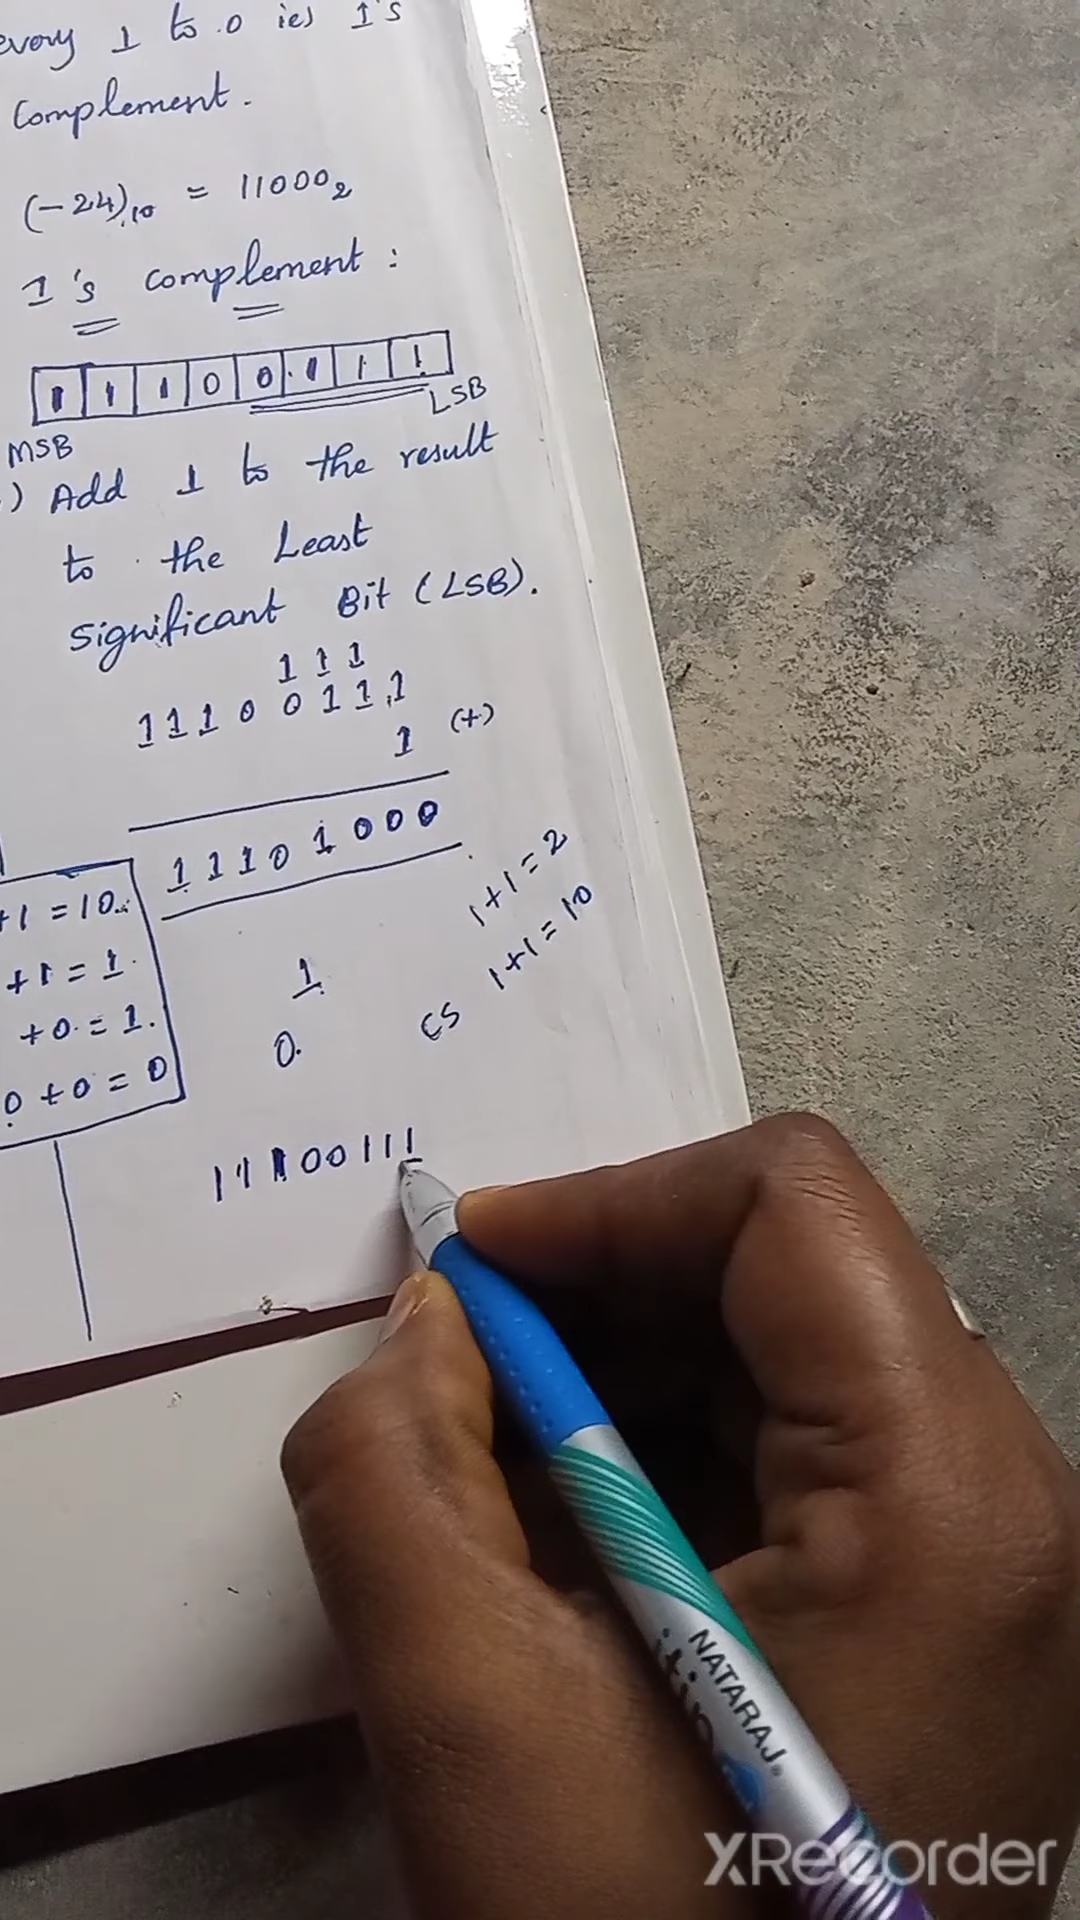 every 1 to 0 ie) 1's
Complement.
(-24)10 = 11000₂
1's complement:
1 1 1 0 0 1 1 1
MSB LSB
) Add 1 to the result
to the Least
Significant Bit (LSB).
1 1 1
1 1 1 0 0 1 1 1
1 (+)
1 1 1 0 1 0 0 0
+1 = 10.
+1 = 1.
+0 = 1.
0+0 = 0
1+1=2
1+1=10
1
0.
CS
11100111
NATARAJ
XRecorder